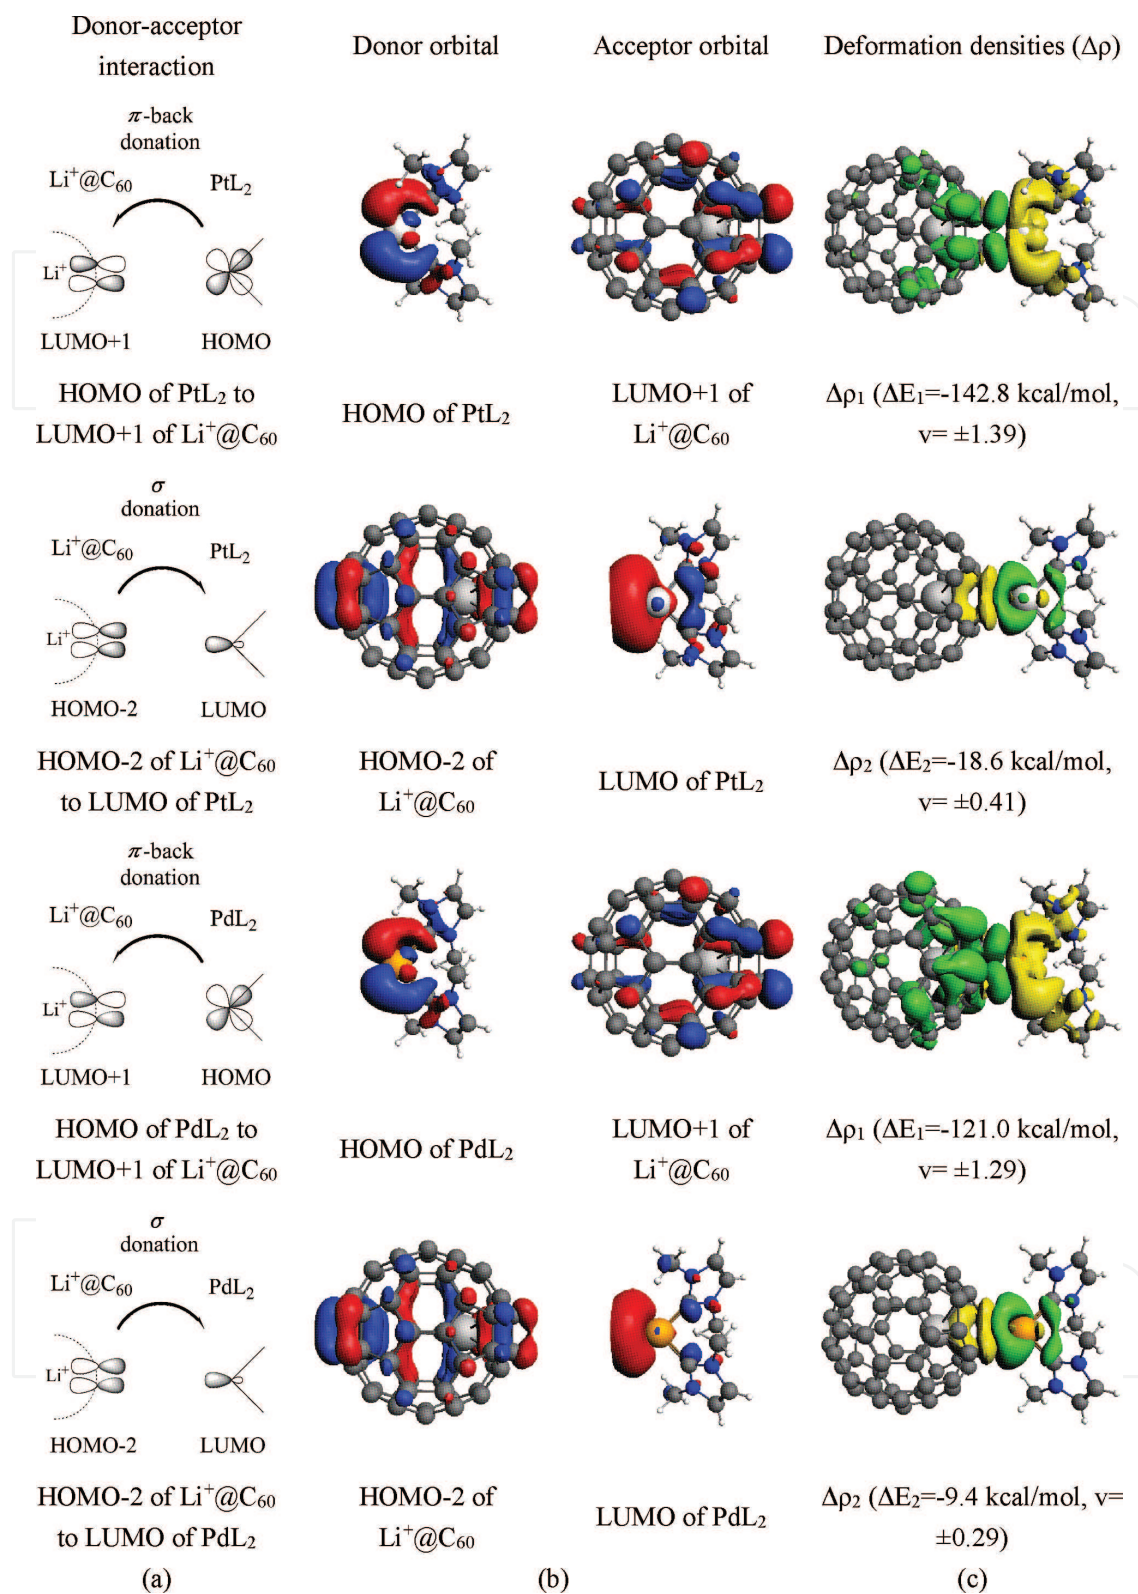 Donor-acceptor
interaction
Donor orbital
Acceptor orbital
Deformation densities (Δρ)
π-back
donation
Li⁺@C₆₀
PtL₂
Li⁺
LUMO+1
HOMO
HOMO of PtL₂ to
LUMO+1 of Li⁺@C₆₀
HOMO of PtL₂
LUMO+1 of
Li⁺@C₆₀
Δρ₁ (ΔE₁=-142.8 kcal/mol,
v= ±1.39)
σ
donation
Li⁺@C₆₀
PtL₂
Li⁺
HOMO-2
LUMO
HOMO-2 of Li⁺@C₆₀
to LUMO of PtL₂
HOMO-2 of
Li⁺@C₆₀
LUMO of PtL₂
Δρ₂ (ΔE₂=-18.6 kcal/mol,
v= ±0.41)
π-back
donation
Li⁺@C₆₀
PdL₂
Li⁺
LUMO+1
HOMO
HOMO of PdL₂ to
LUMO+1 of Li⁺@C₆₀
HOMO of PdL₂
LUMO+1 of
Li⁺@C₆₀
Δρ₁ (ΔE₁=-121.0 kcal/mol,
v= ±1.29)
σ
donation
Li⁺@C₆₀
PdL₂
Li⁺
HOMO-2
LUMO
HOMO-2 of Li⁺@C₆₀
to LUMO of PdL₂
HOMO-2 of
Li⁺@C₆₀
LUMO of PdL₂
Δρ₂ (ΔE₂=-9.4 kcal/mol, v=
±0.29)
(a)
(b)
(c)